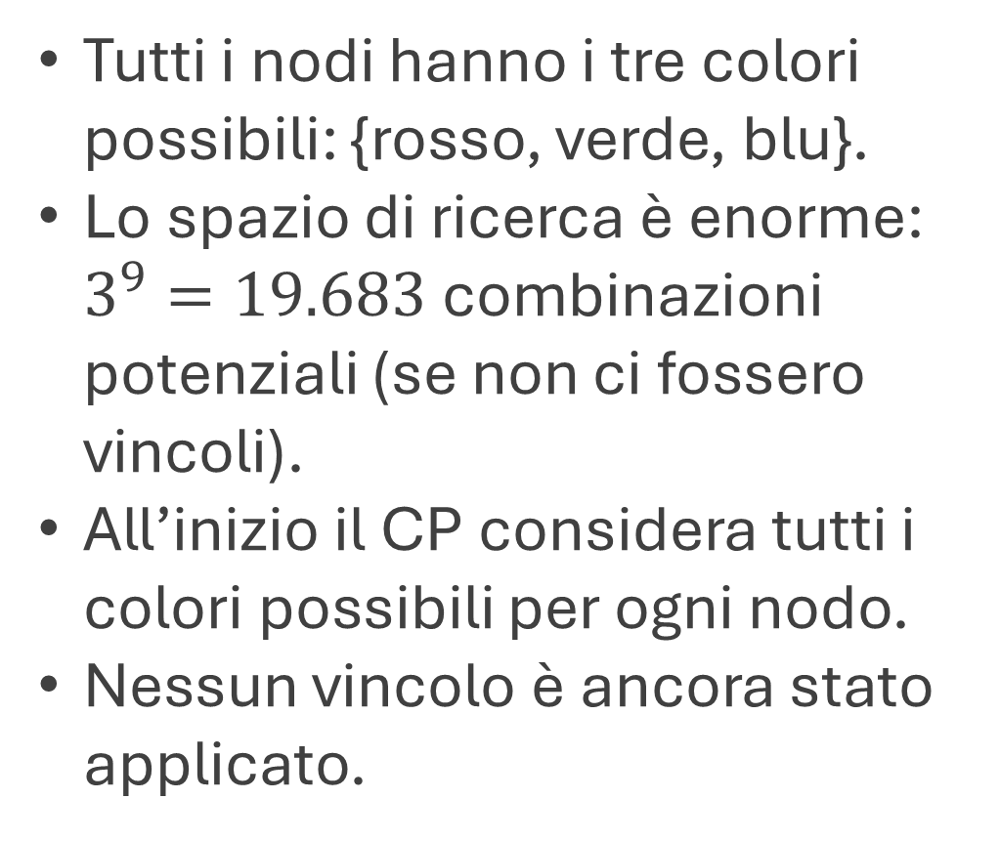 • Tutti i nodi hanno i tre colori
possibili: {rosso, verde, blu}.
• Lo spazio di ricerca è enorme:
3⁹ = 19.683 combinazioni
potenziali (se non ci fossero
vincoli).
• All’inizio il CP considera tutti i
colori possibili per ogni nodo.
• Nessun vincolo è ancora stato
applicato.